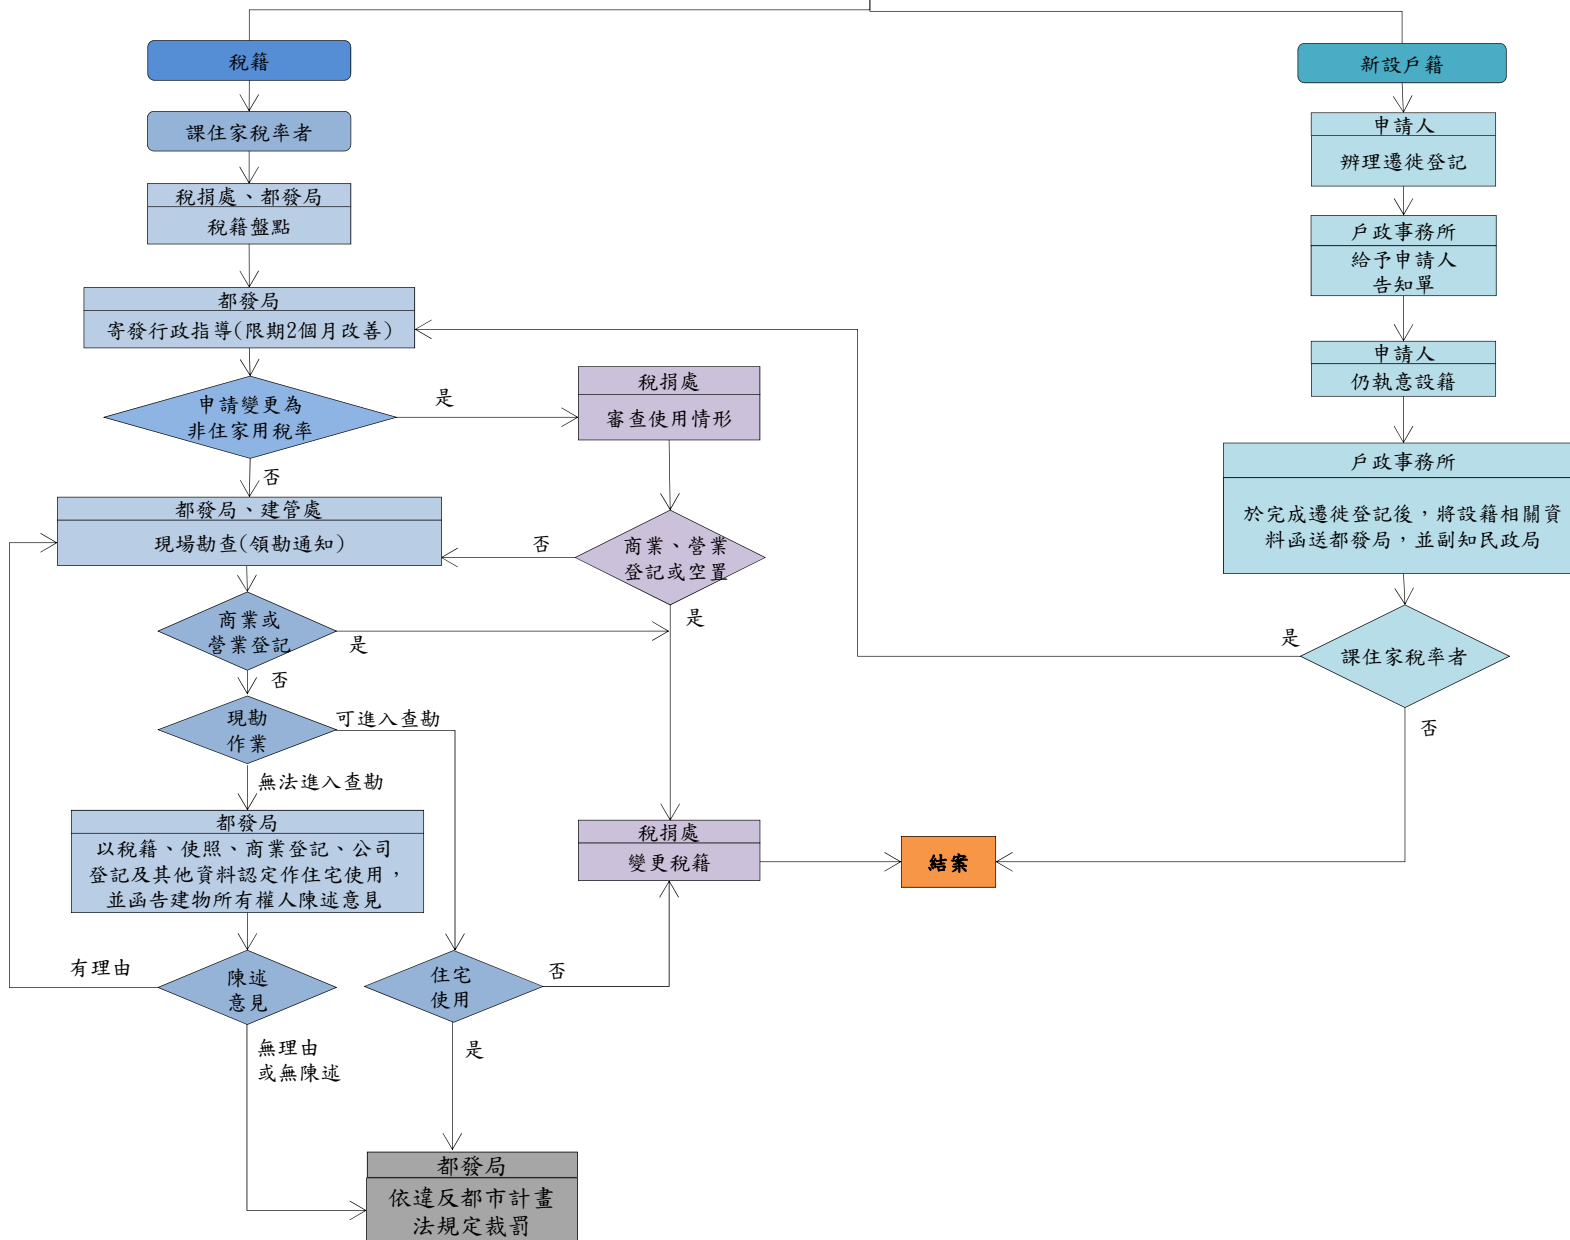 稅籍
課住家稅率者
稅捐處、都發局
稅籍盤點
都發局
寄發行政指導(限期2個月改善)
申請變更為
非住家用稅率
是
否
稅捐處
審查使用情形
都發局、建管處
現場勘查(領勘通知)
商業、營業
登記或空置
否
是
商業或
營業登記
是
否
現勘
作業
可進入查勘
無法進入查勘
都發局
以稅籍、使照、商業登記、公司
登記及其他資料認定作住宅使用，
並函告建物所有權人陳述意見
稅捐處
變更稅籍
結案
陳述
意見
有理由
無理由
或無陳述
住宅
使用
否
是
都發局
依違反都市計畫
法規定裁罰
新設戶籍
申請人
辦理遷徙登記
戶政事務所
給予申請人
告知單
申請人
仍執意設籍
戶政事務所
於完成遷徙登記後，將設籍相關資
料函送都發局，並副知民政局
課住家稅率者
是
否